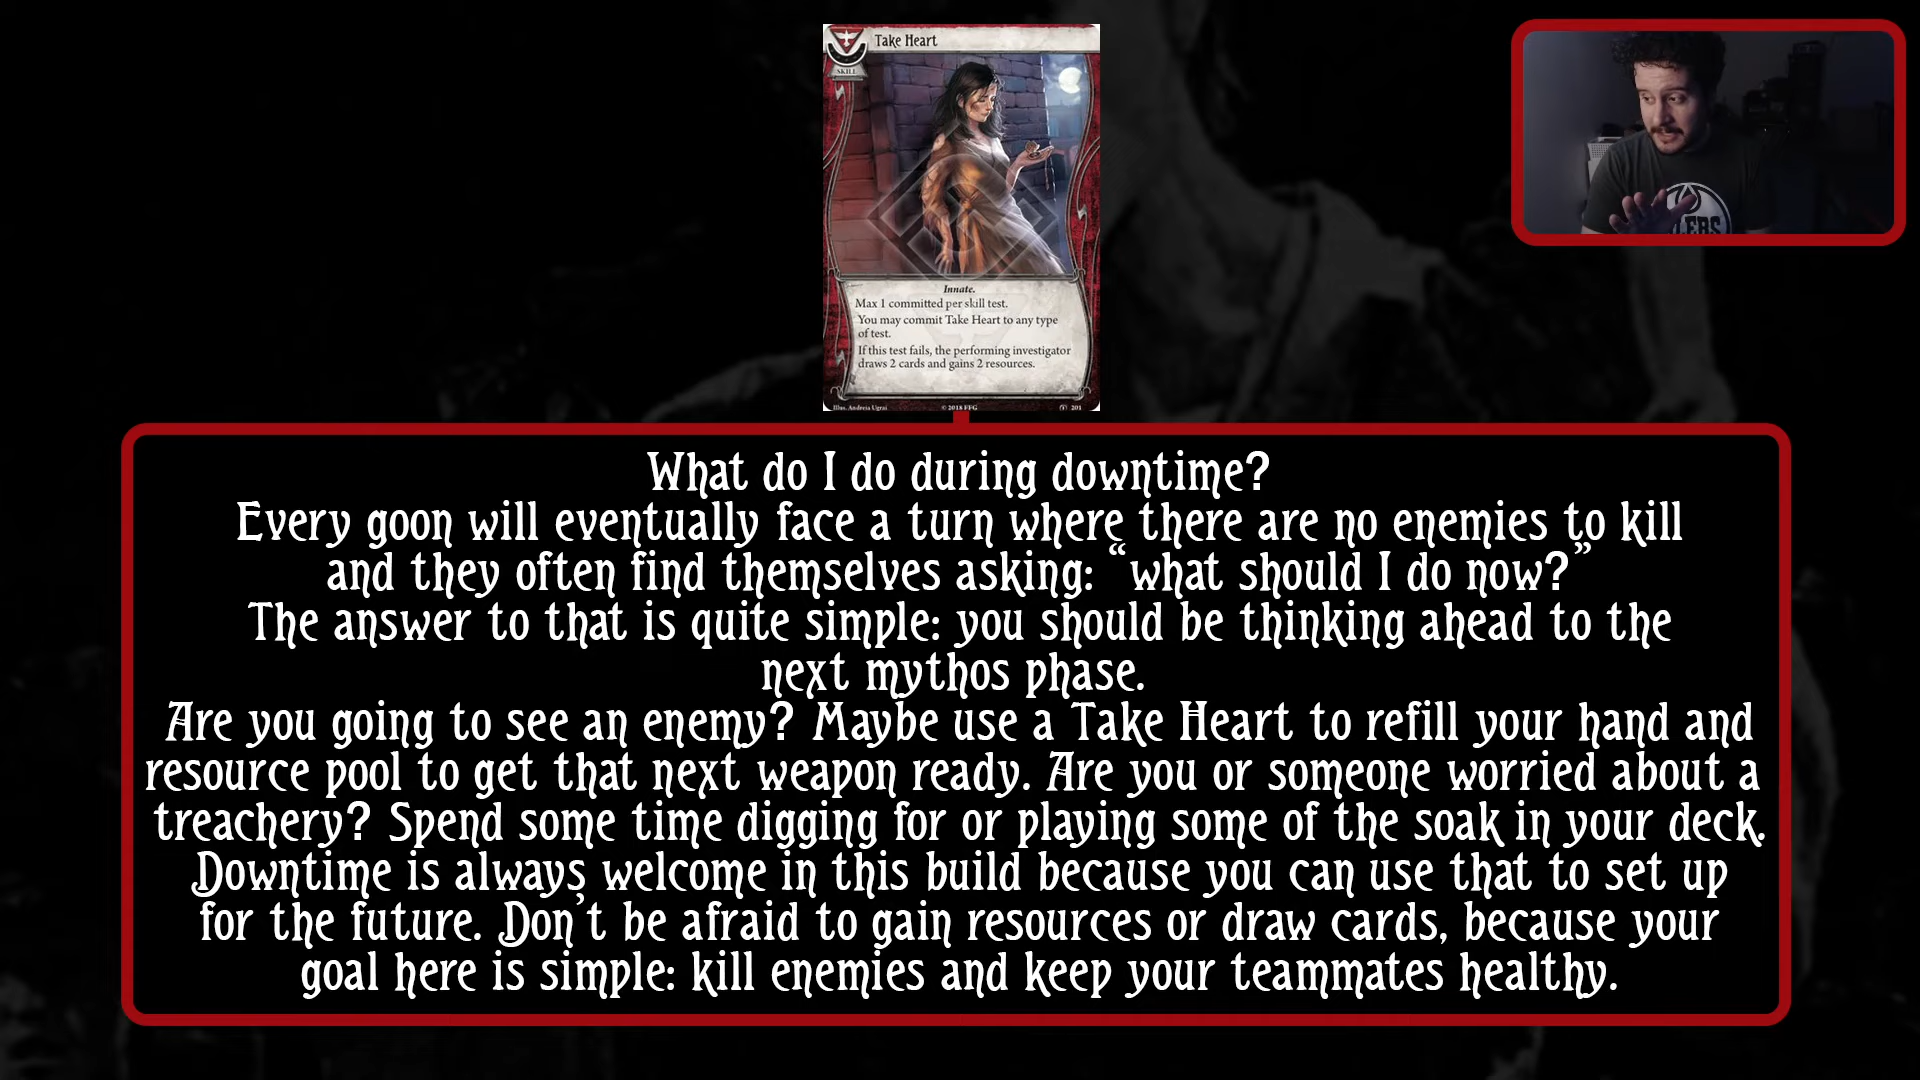 Take Heart
SKILL
Innate.
Max 1 committed per skill test.
You may commit Take Heart to any type
of test.
If this test fails, the performing investigator
draws 2 cards and gains 2 resources.
Illus. Andreia Ugrai
© 2018 FFG
201
What do I do during downtime?
Every goon will eventually face a turn where there are no enemies to kill
and they often find themselves asking: “what should I do now?”
The answer to that is quite simple: you should be thinking ahead to the
next mythos phase.
Are you going to see an enemy? Maybe use a Take Heart to refill your hand and
resource pool to get that next weapon ready. Are you or someone worried about a
treachery? Spend some time digging for or playing some of the soak in your deck.
Downtime is always welcome in this build because you can use that to set up
for the future. Don’t be afraid to gain resources or draw cards, because your
goal here is simple: kill enemies and keep your teammates healthy.